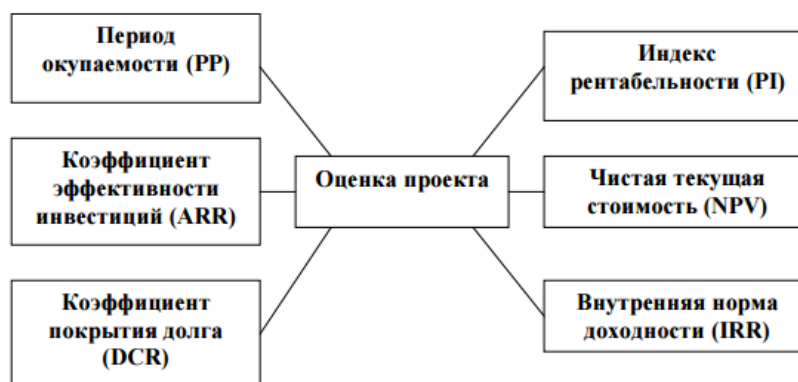 Период
окупаемости (PP)
Индекс
рентабельности (PI)
Коэффициент
эффективности
инвестиций (ARR)
Оценка проекта
Чистая текущая
стоимость (NPV)
Коэффициент
покрытия долга
(DCR)
Внутренняя норма
доходности (IRR)